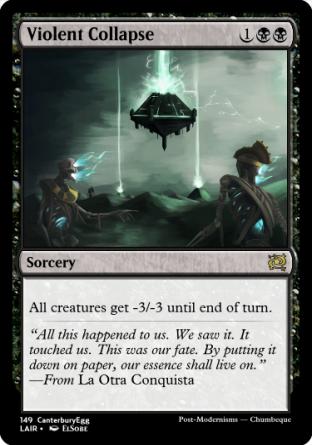 Violent Collapse 1
Sorcery
All creatures get -3/-3 until end of turn.
“All this happened to us. We saw it. It
touched us. This was our fate. By putting it
down on paper, our essence shall live on.”
—From La Otra Conquista
149 CanterburyEgg Post-Modernisms — Chumbeque
LAIR • ElSobe